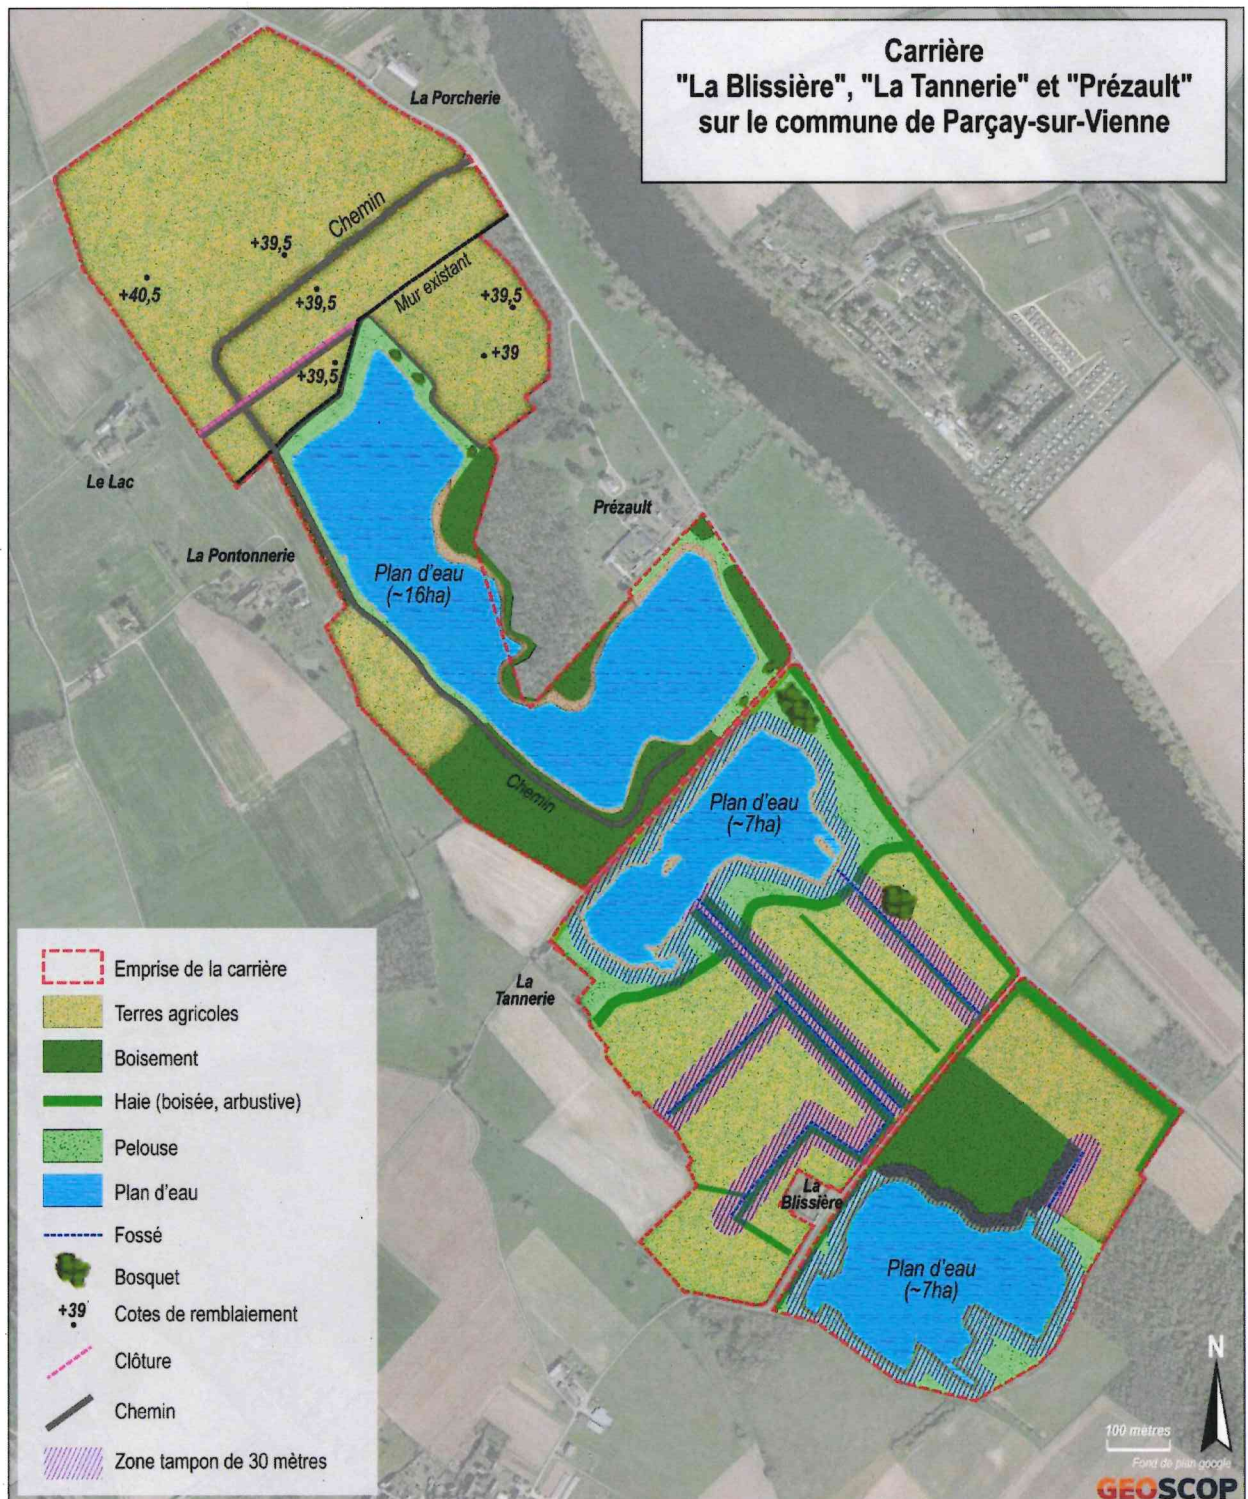 Carrière
"La Blissière", "La Tannerie" et "Prézault"
sur le commune de Parçay-sur-Vienne
La Porcherie
Chemin
+39,5
+40,5
+39,5
Mur existant
+39,5
+39
+39,5
Le Lac
Prézault
La Pontonnerie
Plan d'eau
(~16ha)
Chemin
Plan d'eau
(~7ha)
La
Tannerie
La
Blissière
Plan d'eau
(~7ha)
Emprise de la carrière
Terres agricoles
Boisement
Haie (boisée, arbustive)
Pelouse
Plan d'eau
Fossé
Bosquet
+39
Cotes de remblaiement
Clôture
Chemin
Zone tampon de 30 mètres
N
100 mètres
Fond de plan google
GEOSCOP